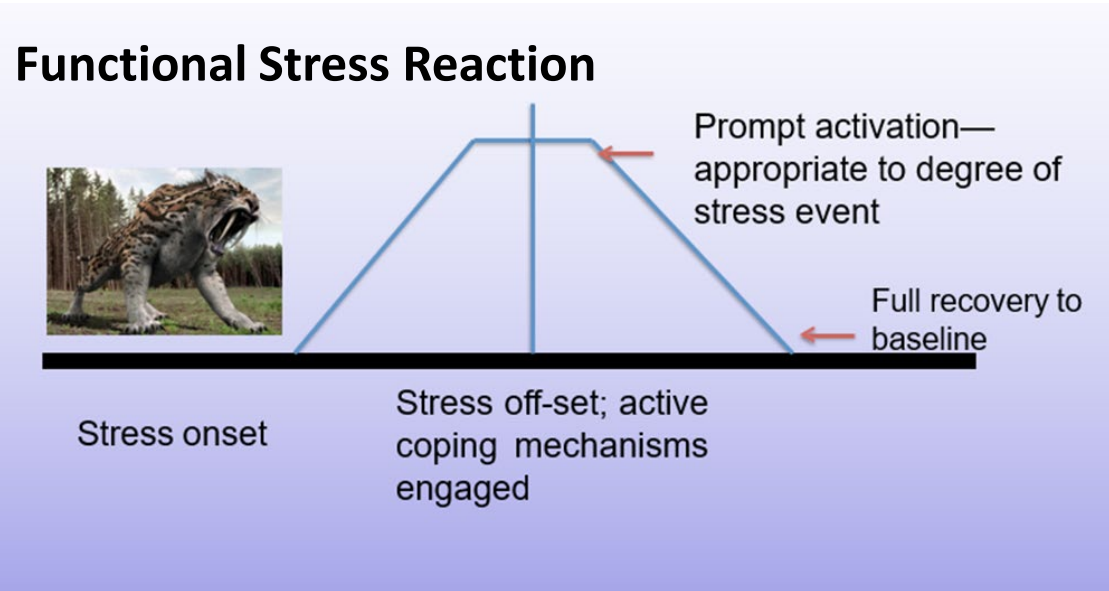 Functional Stress Reaction
Prompt activation—
appropriate to degree of
stress event
Full recovery to
baseline
Stress onset
Stress off-set; active
coping mechanisms
engaged